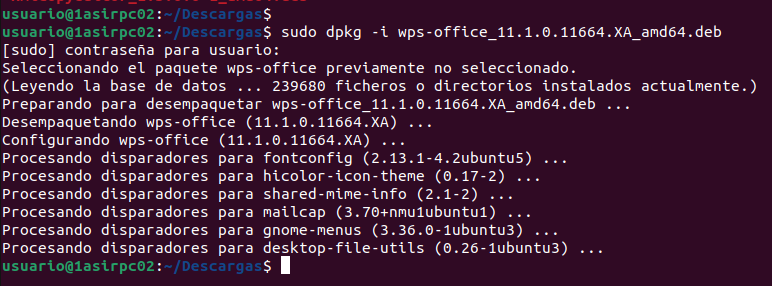 usuario@1asirpc02:~/Descargas$
usuario@1asirpc02:~/Descargas$ sudo dpkg -i wps-office_11.1.0.11664.XA_amd64.deb
[sudo] contraseña para usuario:
Seleccionando el paquete wps-office previamente no seleccionado.
(Leyendo la base de datos ... 239680 ficheros o directorios instalados actualmente.)
Preparando para desempaquetar wps-office_11.1.0.11664.XA_amd64.deb ...
Desempaquetando wps-office (11.1.0.11664.XA) ...
Configurando wps-office (11.1.0.11664.XA) ...
Procesando disparadores para fontconfig (2.13.1-4.2ubuntu5) ...
Procesando disparadores para hicolor-icon-theme (0.17-2) ...
Procesando disparadores para shared-mime-info (2.1-2) ...
Procesando disparadores para mailcap (3.70+nmu1ubuntu1) ...
Procesando disparadores para gnome-menus (3.36.0-1ubuntu3) ...
Procesando disparadores para desktop-file-utils (0.26-1ubuntu3) ...
usuario@1asirpc02:~/Descargas$